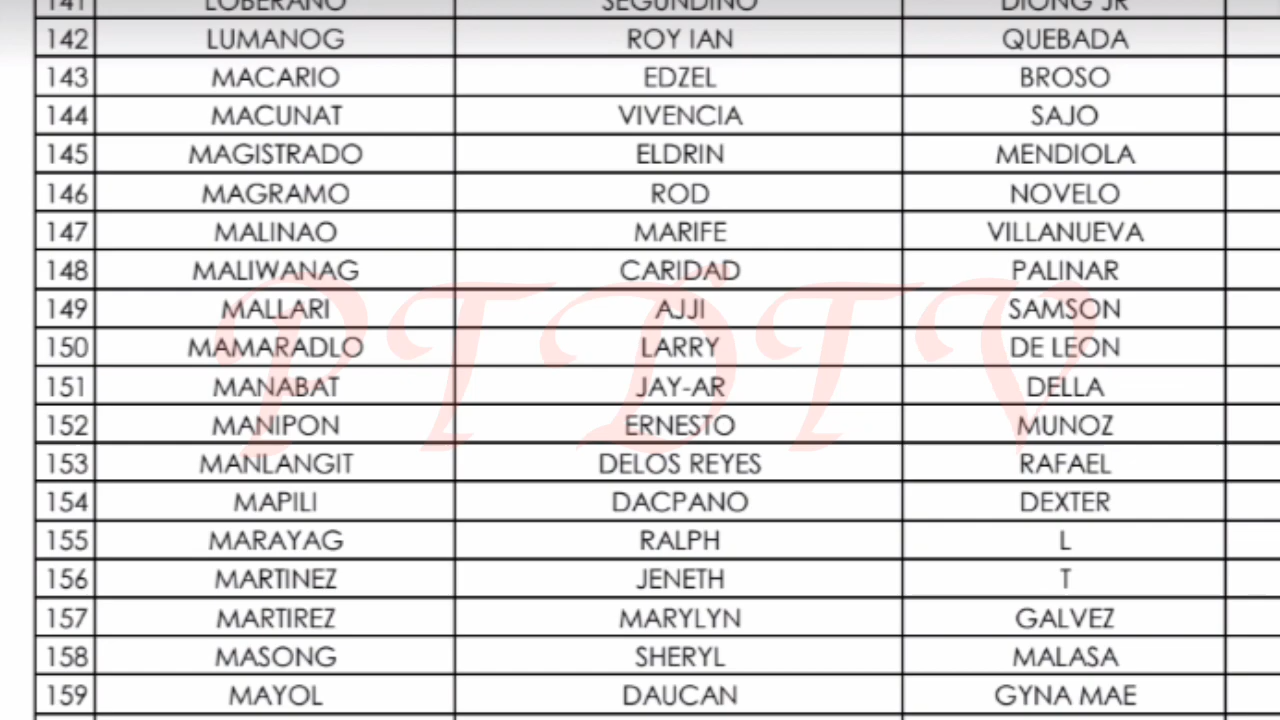 141 LOBERANO SEGUNDINO DIONG JR
142 LUMANOG ROY IAN QUEBADA
143 MACARIO EDZEL BROSO
144 MACUNAT VIVENCIA SAJO
145 MAGISTRADO ELDRIN MENDIOLA
146 MAGRAMO ROD NOVELO
147 MALINAO MARIFE VILLANUEVA
148 MALIWANAG CARIDAD PALINAR
149 MALLARI AJJI SAMSON
150 MAMARADLO LARRY DE LEON
151 MANABAT JAY-AR DELLA
152 MANIPON ERNESTO MUNOZ
153 MANLANGIT DELOS REYES RAFAEL
154 MAPILI DACPANO DEXTER
155 MARAYAG RALPH L
156 MARTINEZ JENETH T
157 MARTIREZ MARYLYN GALVEZ
158 MASONG SHERYL MALASA
159 MAYOL DAUCAN GYNA MAE
PTDTV